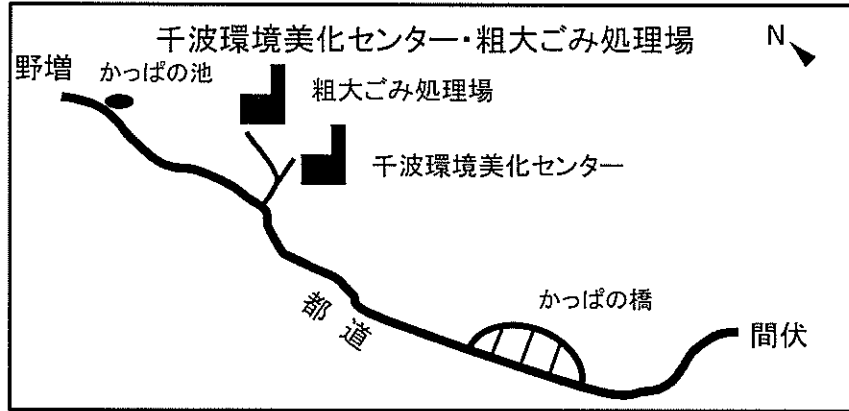 千波環境美化センター・粗大ごみ処理場
N
野増
かっぱの池
粗大ごみ処理場
千波環境美化センター
都道
かっぱの橋
間伏